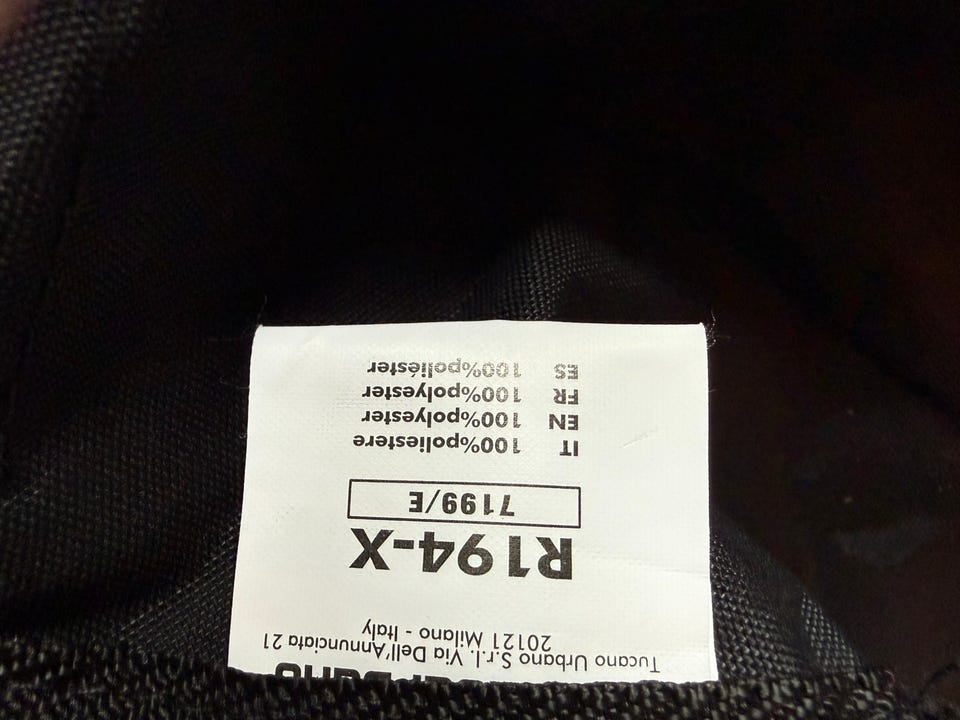 Tucano Urbano S.r.l. Via Dell'Annunciata 21
20121 Milano - Italy
R194-X
7199/E
IT 100%poliestere
EN 100%polyester
FR 100%polyester
ES 100%poliéster